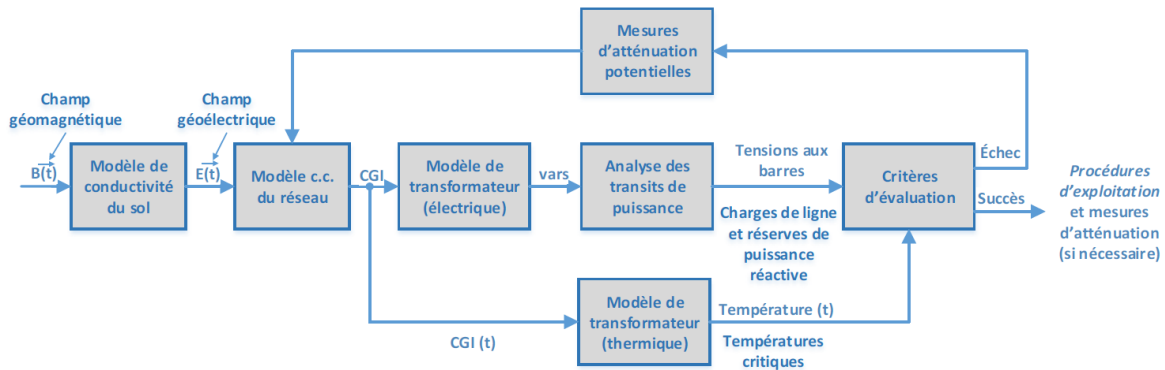 Mesures
d'atténuation
potentielles
Champ
géomagnétique
Champ
géoélectrique
B(t)
Modèle de
conductivité
du sol
E(t)
Modèle c.c.
du réseau
CGI
Modèle de
transformateur
(électrique)
vars
Analyse des
transits de
puissance
Tensions aux
barres
Charges de ligne
et réserves de
puissance
réactive
Critères
d'évaluation
Échec
Succès
Procédures
d'exploitation
et mesures
d'atténuation
(si nécessaire)
CGI (t)
Modèle de
transformateur
(thermique)
Température (t)
Températures
critiques